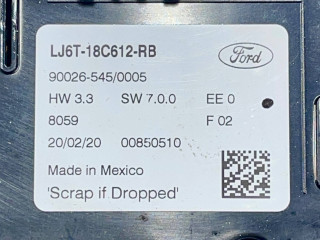 LJ6T-18C612-RB
Ford
90026-545/0005
HW 3.3 SW 7.0.0 EE 0
8059 F 02
20/02/20 00850510
Made in Mexico
'Scrap if Dropped'